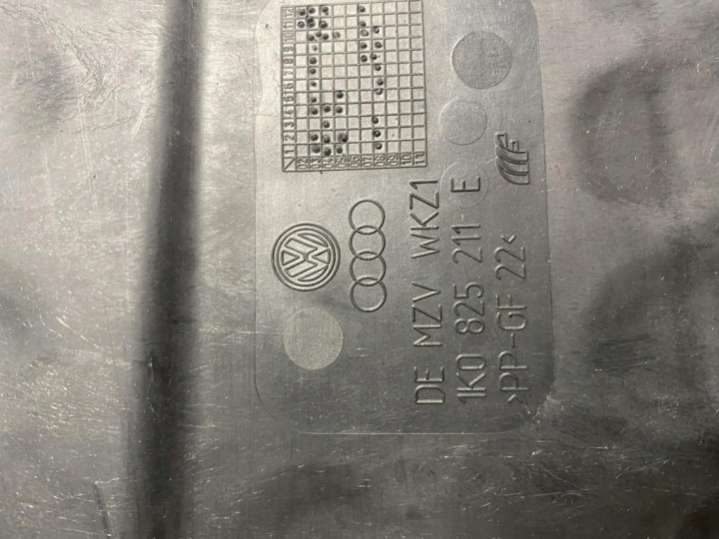 DE MZV WKZ1
1K0 825 211 E
>PP-GF 22<